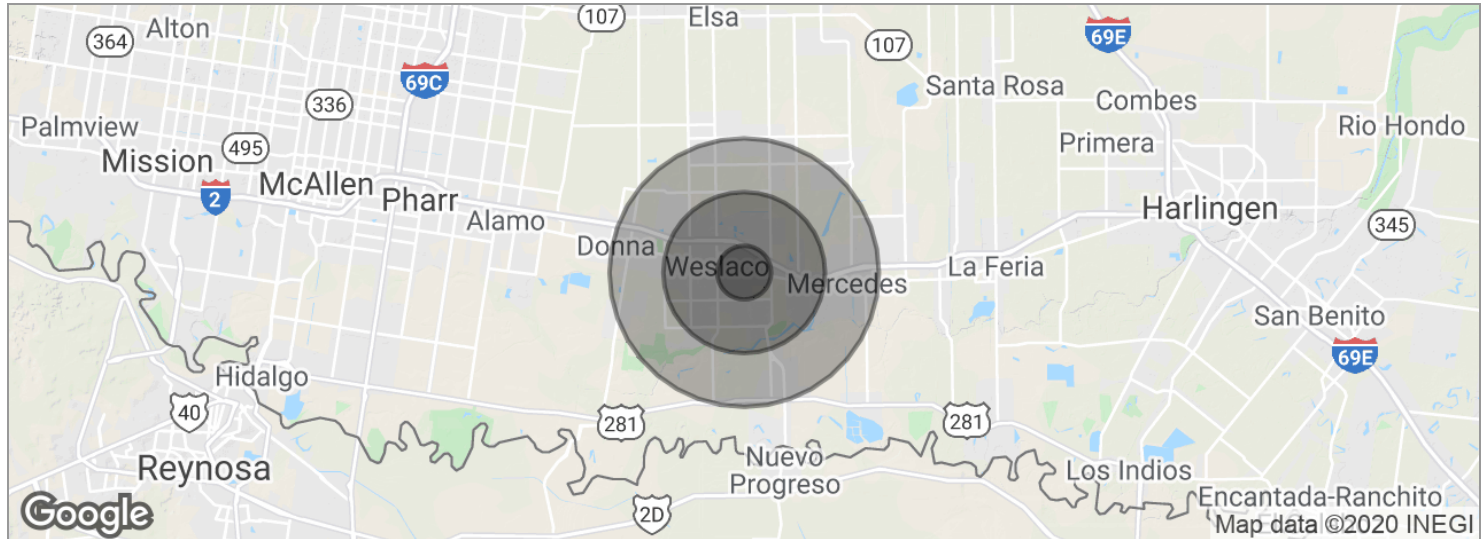 107
Elsa
69E
Alton
364
107
69C
Santa Rosa
Combes
336
Palmview
Rio Hondo
Primera
495
Mission
McAllen
2
Pharr
Harlingen
Alamo
345
Donna
Weslaco
La Feria
Mercedes
San Benito
69E
Hidalgo
40
281
281
Nuevo
Progreso
Reynosa
Los Indios
Encantada-Ranchito
2D
Google
Map data ©2020 INEGI